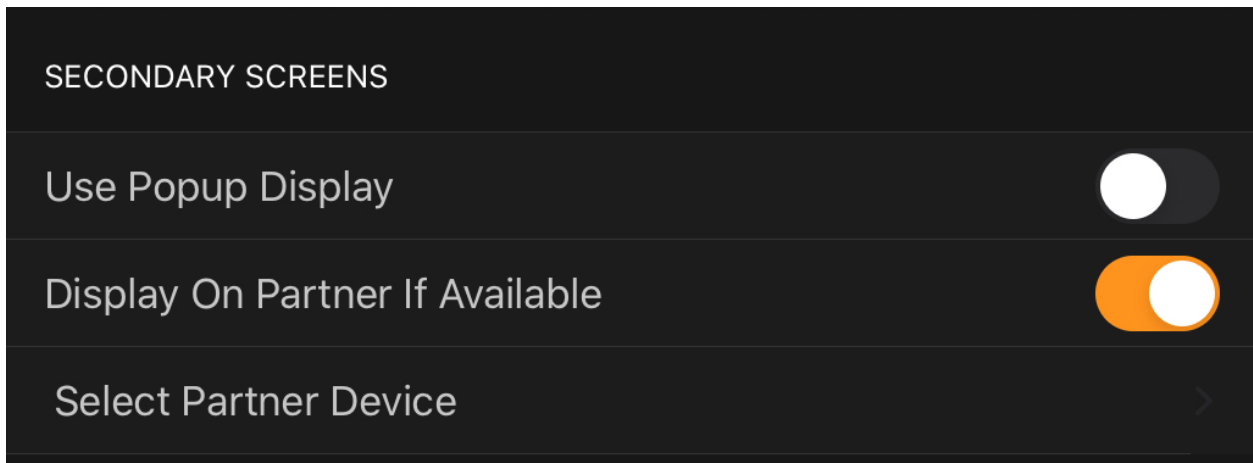 SECONDARY SCREENS
Use Popup Display
Display On Partner If Available
Select Partner Device